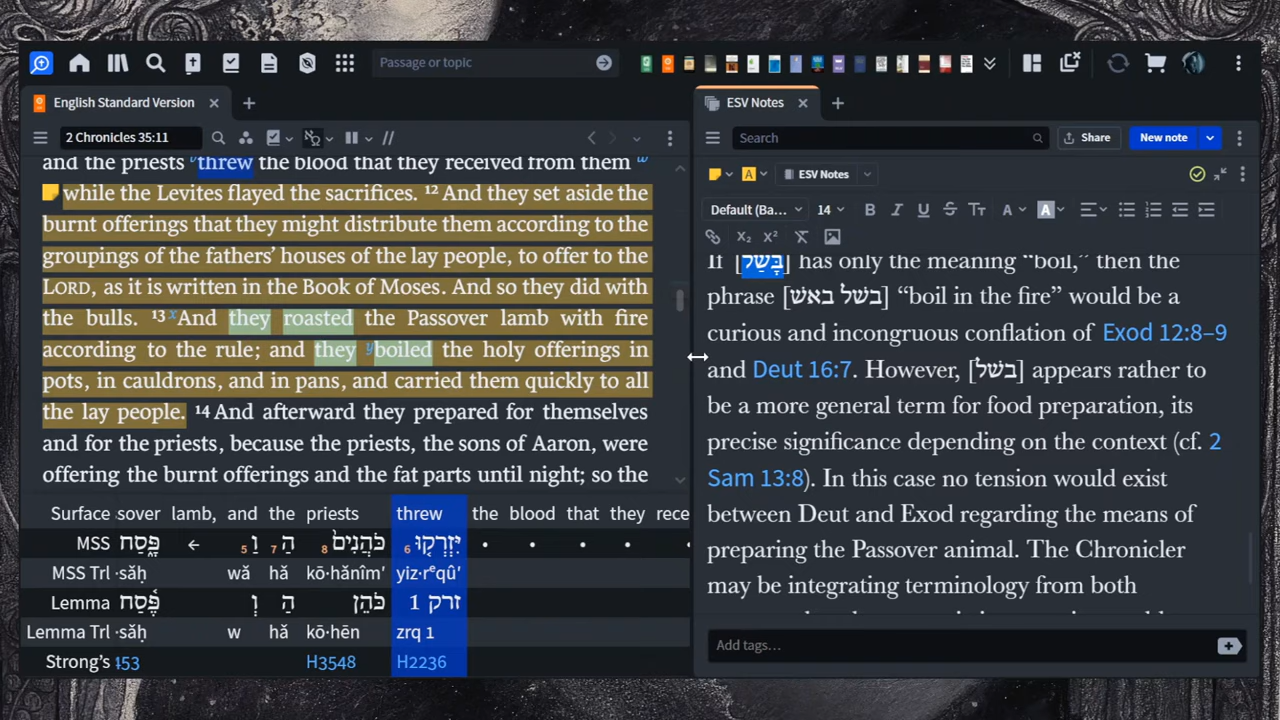 Passage or topic
English Standard Version
2 Chronicles 35:11
and the priests ᵛthrew the blood that they received from them ʷ
while the Levites flayed the sacrifices. ¹² And they set aside the
burnt offerings that they might distribute them according to the
groupings of the fathers’ houses of the lay people, to offer to the
LORD, as it is written in the Book of Moses. And so they did with
the bulls. ¹³ ˣAnd they roasted the Passover lamb with fire
according to the rule; and they ʸboiled the holy offerings in
pots, in cauldrons, and in pans, and carried them quickly to all
the lay people. ¹⁴ And afterward they prepared for themselves
and for the priests, because the priests, the sons of Aaron, were
offering the burnt offerings and the fat parts until night; so the
Surface sover lamb, and the priests threw the blood that they rece
MSS פֶּ֑סַח ← 5 וַ 7 הַ 8 כֹּהֲנִים֙ 6 יִּזְרְק֤וּ • • • • •
MSS Trl ·sǎḥ wǎ hǎ kō·hǎnîm′ yiz·rᵉqû′
Lemma פֶּ֫סַח וְ הַ כֹּהֵן זרק 1
Lemma Trl ·sǎḥ w hǎ kō·hēn zrq 1
Strong’s 453 H3548 H2236
ESV Notes
Search
Share
New note
ESV Notes
Default (Ba... 14
If [בָּשַׁל] has only the meaning “boil,” then the
phrase [בשׁל באשׁ] “boil in the fire” would be a
curious and incongruous conflation of Exod 12:8–9
and Deut 16:7. However, [בשׁל] appears rather to
be a more general term for food preparation, its
precise significance depending on the context (cf. 2
Sam 13:8). In this case no tension would exist
between Deut and Exod regarding the means of
preparing the Passover animal. The Chronicler
may be integrating terminology from both
Add tags...